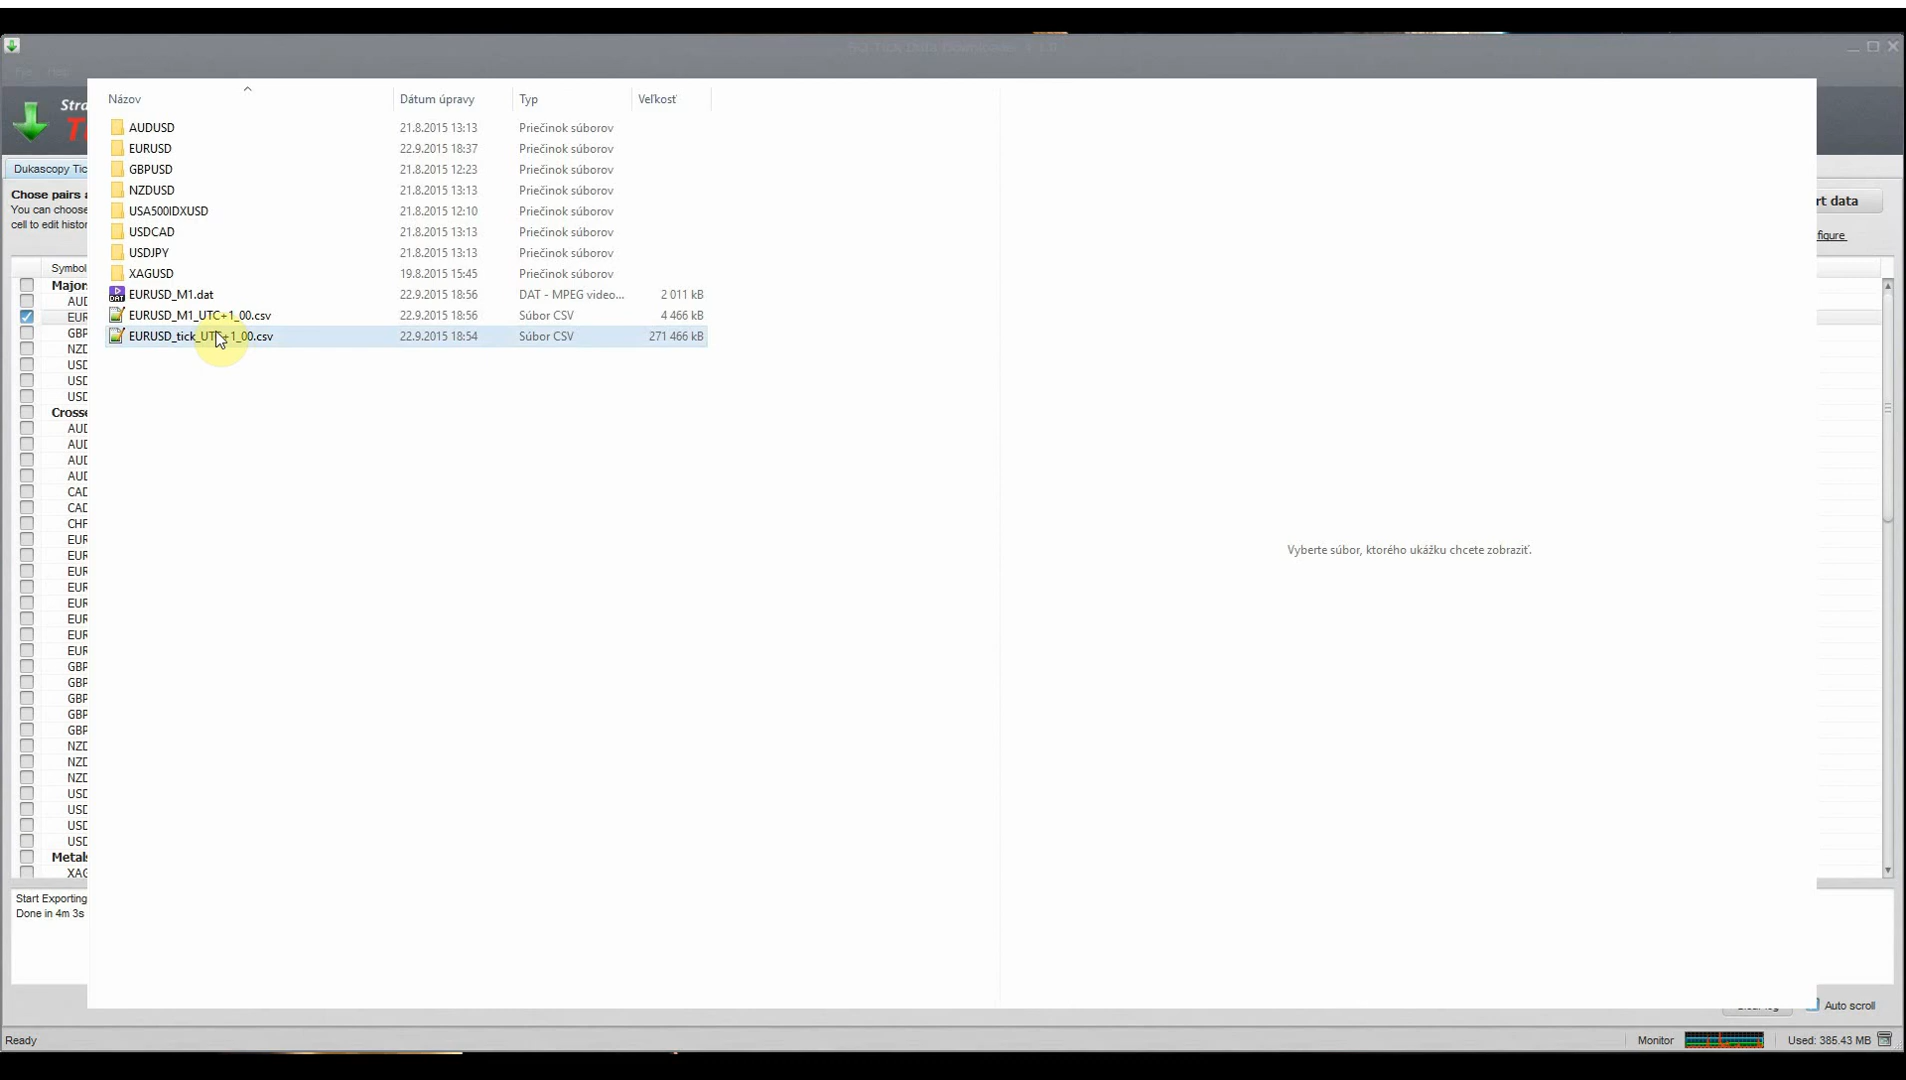 Názov Dátum úpravy Typ Veľkosť
AUDUSD 21.8.2015 13:13 Priečinok súborov
EURUSD 22.9.2015 18:37 Priečinok súborov
GBPUSD 21.8.2015 12:23 Priečinok súborov
NZDUSD 21.8.2015 13:13 Priečinok súborov
USA500IDXUSD 21.8.2015 12:10 Priečinok súborov
USDCAD 21.8.2015 13:13 Priečinok súborov
USDJPY 21.8.2015 13:13 Priečinok súborov
XAGUSD 19.8.2015 15:45 Priečinok súborov
EURUSD_M1.dat 22.9.2015 18:56 DAT - MPEG video... 2 011 kB
EURUSD_M1_UTC+1_00.csv 22.9.2015 18:56 Súbor CSV 4 466 kB
EURUSD_tick_UTC+1_00.csv 22.9.2015 18:54 Súbor CSV 271 466 kB
Vyberte súbor, ktorého ukážku chcete zobraziť.
Stra
T
Dukascopy Tic
Chose pairs a
You can choose
cell to edit histor
rt data
figure
Symbol
Major
AUD
EUR
GBP
NZD
USD
USD
USD
Crosse
AUD
AUD
AUD
AUD
CAD
CAD
CHF
EUR
EUR
EUR
EUR
EUR
EUR
EUR
EUR
GBP
GBP
GBP
GBP
GBP
NZD
NZD
NZD
USD
USD
USD
USD
Metals
XAG
Start Exporting
Done in 4m 3s
Auto scroll
Ready
Monitor
Used: 385.43 MB